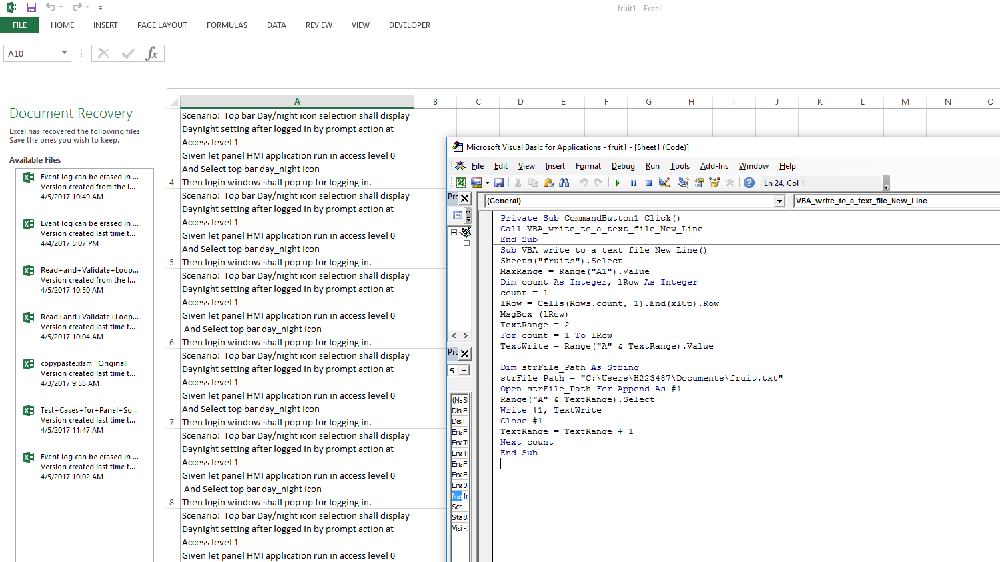 fruit1 - Excel
FILE HOME INSERT PAGE LAYOUT FORMULAS DATA REVIEW VIEW DEVELOPER
A10
fx
Document Recovery
Excel has recovered the following files.
Save the ones you wish to keep.
Available Files
Event log can be erased in ...
Version created from the l...
4/5/2017 10:49 AM
Event log can be erased in ...
Version created last time t...
4/4/2017 5:07 PM
Read+and+Validate+Loop...
Version created from the l...
4/5/2017 10:50 AM
Read+and+Validate+Loop...
Version created last time t...
4/5/2017 10:04 AM
copypaste.xlsm [Original]
Version created last time t...
4/3/2017 9:55 AM
Test+Cases+for+Panel+So...
Version created last time t...
4/5/2017 11:47 AM
Event log can be erased in ...
Version created last time t...
4/5/2017 10:02 AM
A B C D E F G H I J K L M N O
Scenario: Top bar Day/night icon selection shall display
Daynight setting after logged in by prompt action at
Access level 1
Given let panel HMI application run in access level 0
And Select top bar day_night icon
4 Then login window shall pop up for logging in.
Scenario: Top bar Day/night icon selection shall display
Daynight setting after logged in by prompt action at
Access level 1
Given let panel HMI application run in access level 0
And Select top bar day_night icon
5 Then login window shall pop up for logging in.
Scenario: Top bar Day/night icon selection shall display
Daynight setting after logged in by prompt action at
Access level 1
Given let panel HMI application run in access level 0
And Select top bar day_night icon
6 Then login window shall pop up for logging in.
Scenario: Top bar Day/night icon selection shall display
Daynight setting after logged in by prompt action at
Access level 1
Given let panel HMI application run in access level 0
And Select top bar day_night icon
7 Then login window shall pop up for logging in.
Scenario: Top bar Day/night icon selection shall display
Daynight setting after logged in by prompt action at
Access level 1
Given let panel HMI application run in access level 0
And Select top bar day_night icon
8 Then login window shall pop up for logging in.
Scenario: Top bar Day/night icon selection shall display
Daynight setting after logged in by prompt action at
Access level 1
Given let panel HMI application run in access level 0
Microsoft Visual Basic for Applications - fruit1 - [Sheet1 (Code)]
File Edit View Insert Format Debug Run Tools Add-Ins Window Help
Ln 24, Col 1
(General) VBA_write_to_a_text_file_New_Line
Private Sub CommandButton1_Click()
Call VBA_write_to_a_text_file_New_Line
End Sub
Sub VBA_write_to_a_text_file_New_Line()
Sheets("fruits").Select
MaxRange = Range("A1").Value
Dim count As Integer, lRow As Integer
count = 1
lRow = Cells(Rows.count, 1).End(xlUp).Row
MsgBox (lRow)
TextRange = 2
For count = 1 To lRow
TextWrite = Range("A" & TextRange).Value
Dim strFile_Path As String
strFile_Path = "C:\Users\H223487\Documents\fruit.txt"
Open strFile_Path For Append As #1
Range("A" & TextRange).Select
Write #1, TextWrite
Close #1
TextRange = TextRange + 1
Next count
End Sub